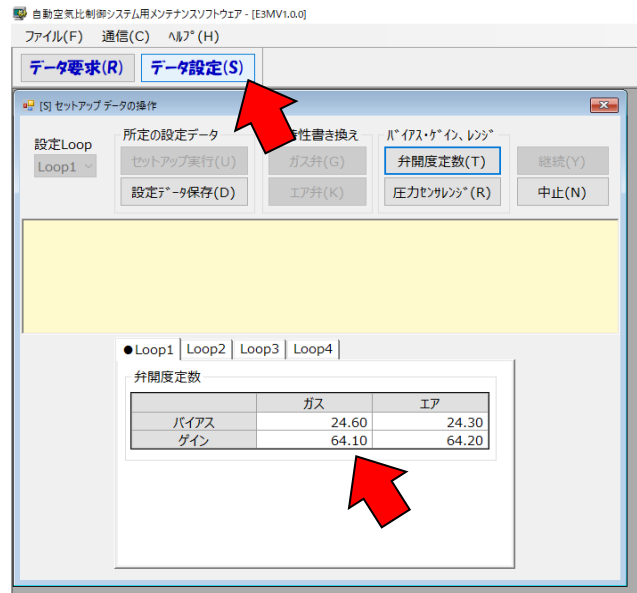 自動空気比制御システム用メンテナンスソフトウェア - [E3MV1.0.0]
ファイル(F) 通信(C) ﾍﾙﾌﾟ(H)
データ要求(R) データ設定(S)
[S] セットアップ データの操作
設定Loop
Loop1
所定の設定データ
セットアップ実行(U)
設定ﾃﾞｰﾀ保存(D)
性書き換え
ガス弁(G)
エア弁(K)
ﾊﾞｲｱｽ･ｹﾞｲﾝ､ﾚﾝｼﾞ
弁開度定数(T)
圧力ｾﾝｻﾚﾝｼﾞ(R)
継続(Y)
中止(N)
●Loop1 Loop2 Loop3 Loop4
弁開度定数
ガス エア
バイアス 24.60 24.30
ゲイン 64.10 64.20